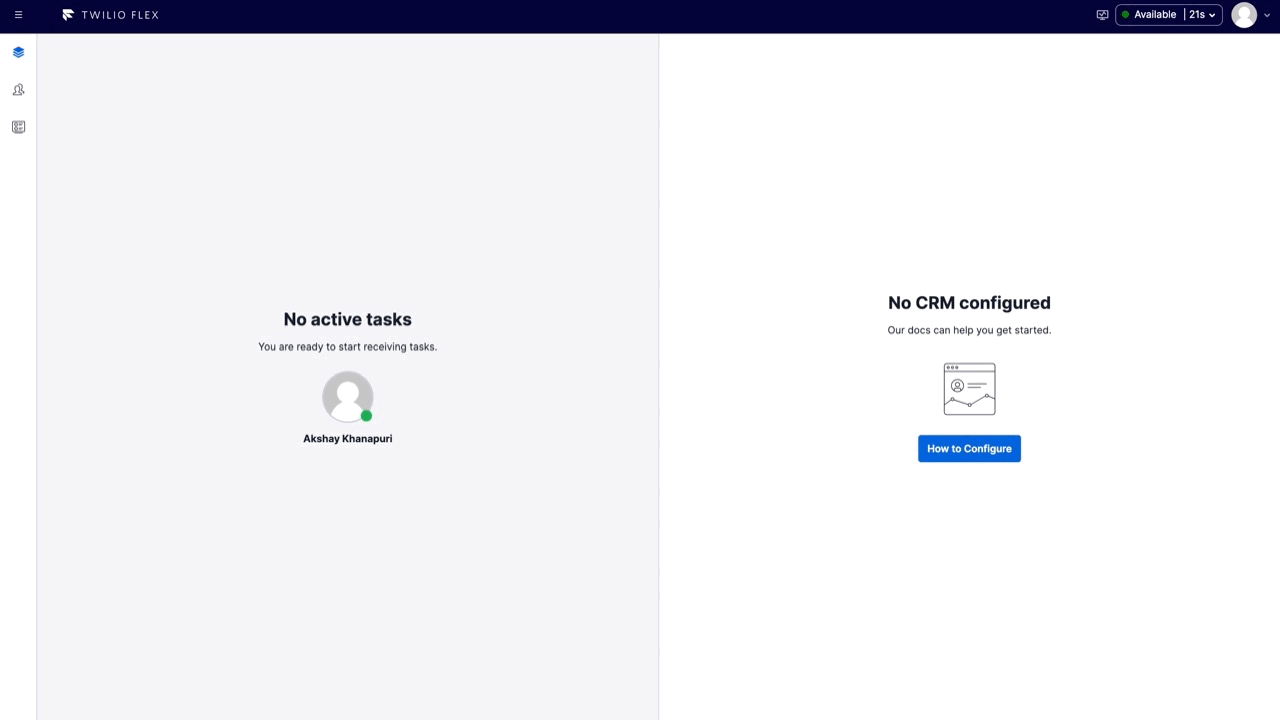 TWILIO FLEX
Available | 21s
No active tasks
You are ready to start receiving tasks.
Akshay Khanapuri
No CRM configured
Our docs can help you get started.
How to Configure